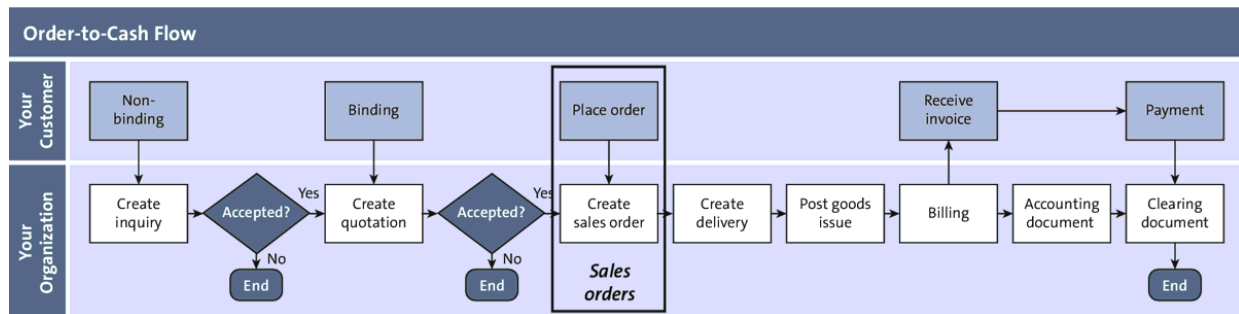 Order-to-Cash Flow
Your
Customer
Non-
binding
Binding
Place order
Receive
invoice
Payment
Your
Organization
Create
inquiry
Accepted?
Yes
No
End
Create
quotation
Accepted?
Yes
No
End
Create
sales order
Sales
orders
Create
delivery
Post goods
issue
Billing
Accounting
document
Clearing
document
End